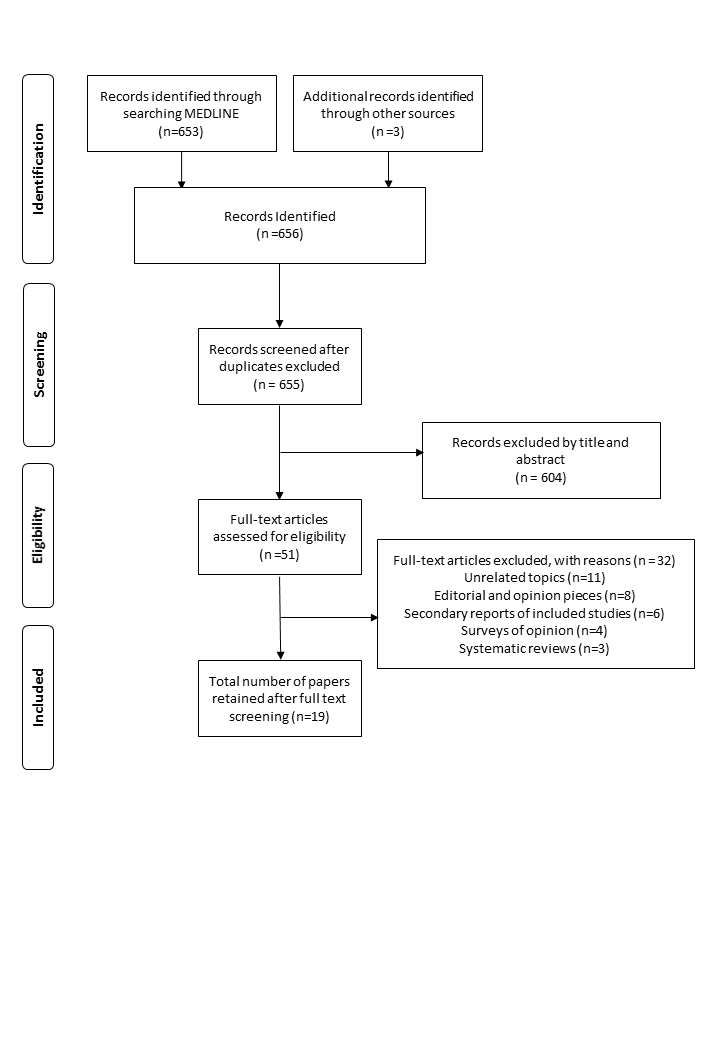 Identification
Records identified through
searching MEDLINE
(n=653)
Additional records identified
through other sources
(n =3)
Records Identified
(n =656)
Screening
Records screened after
duplicates excluded
(n = 655)
Records excluded by title and
abstract
(n = 604)
Eligibility
Full-text articles
assessed for eligibility
(n =51)
Full-text articles excluded, with reasons (n = 32)
Unrelated topics (n=11)
Editorial and opinion pieces (n=8)
Secondary reports of included studies (n=6)
Surveys of opinion (n=4)
Systematic reviews (n=3)
Included
Total number of papers
retained after full text
screening (n=19)